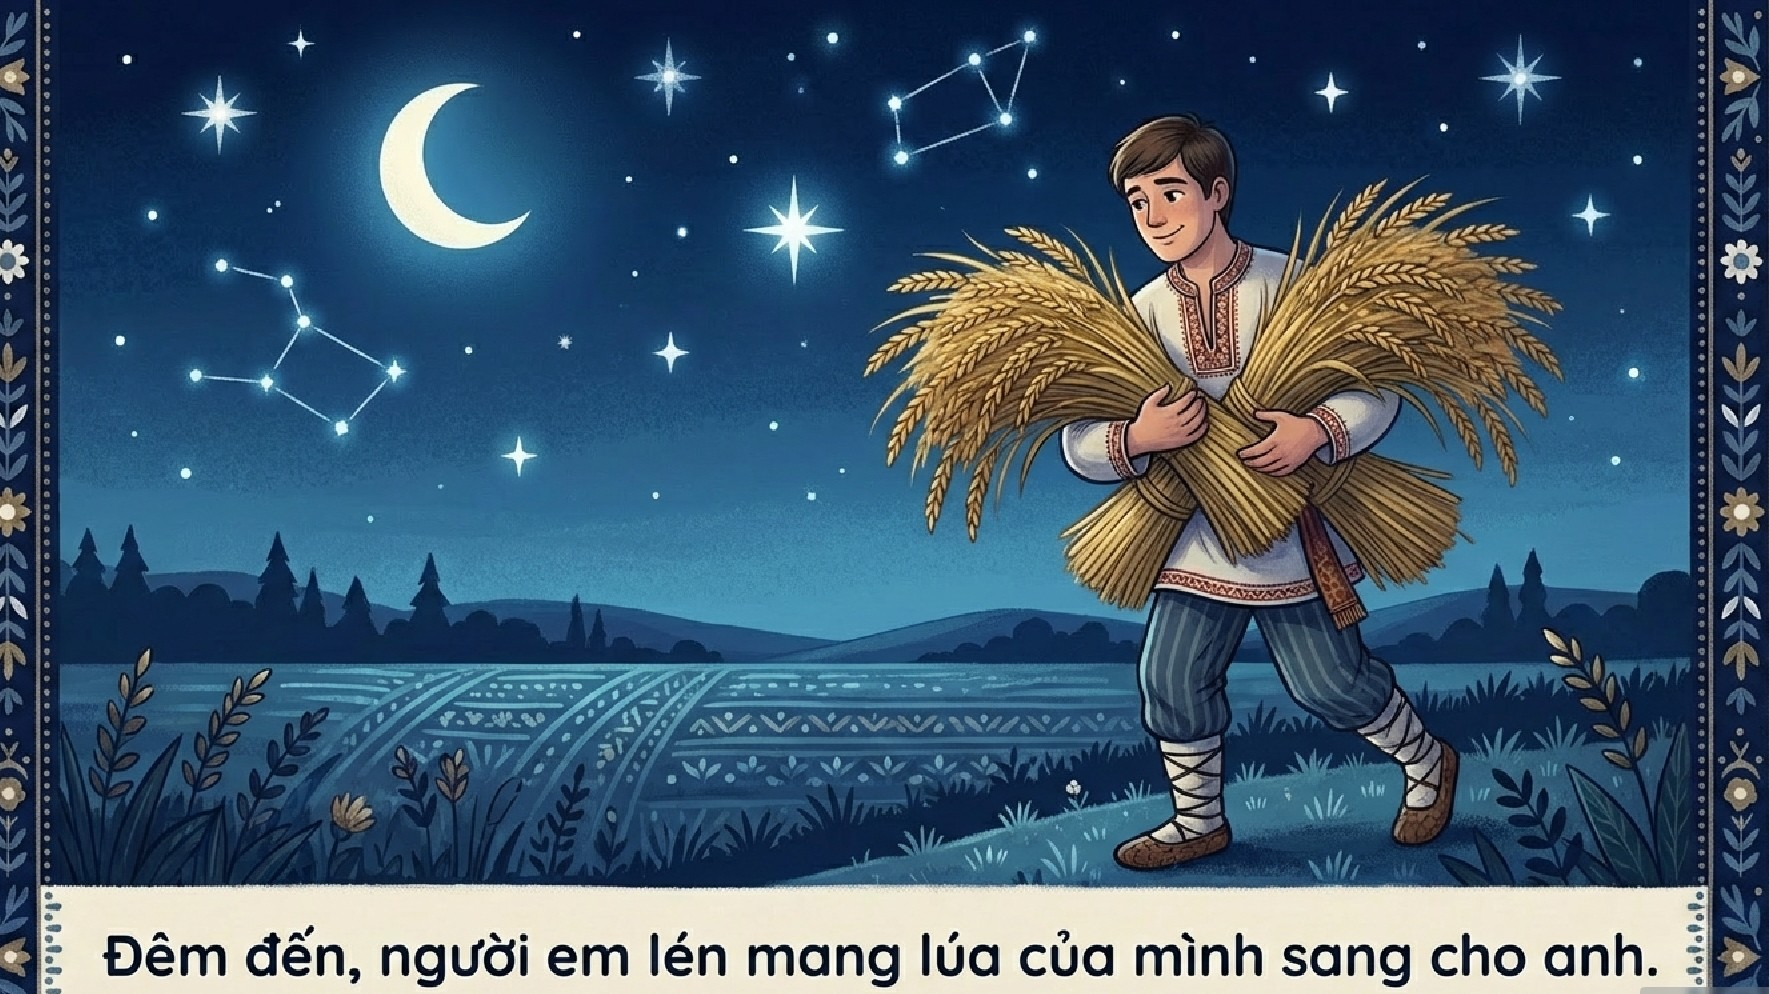 Đêm đến, người em lén mang lúa của mình sang cho anh.